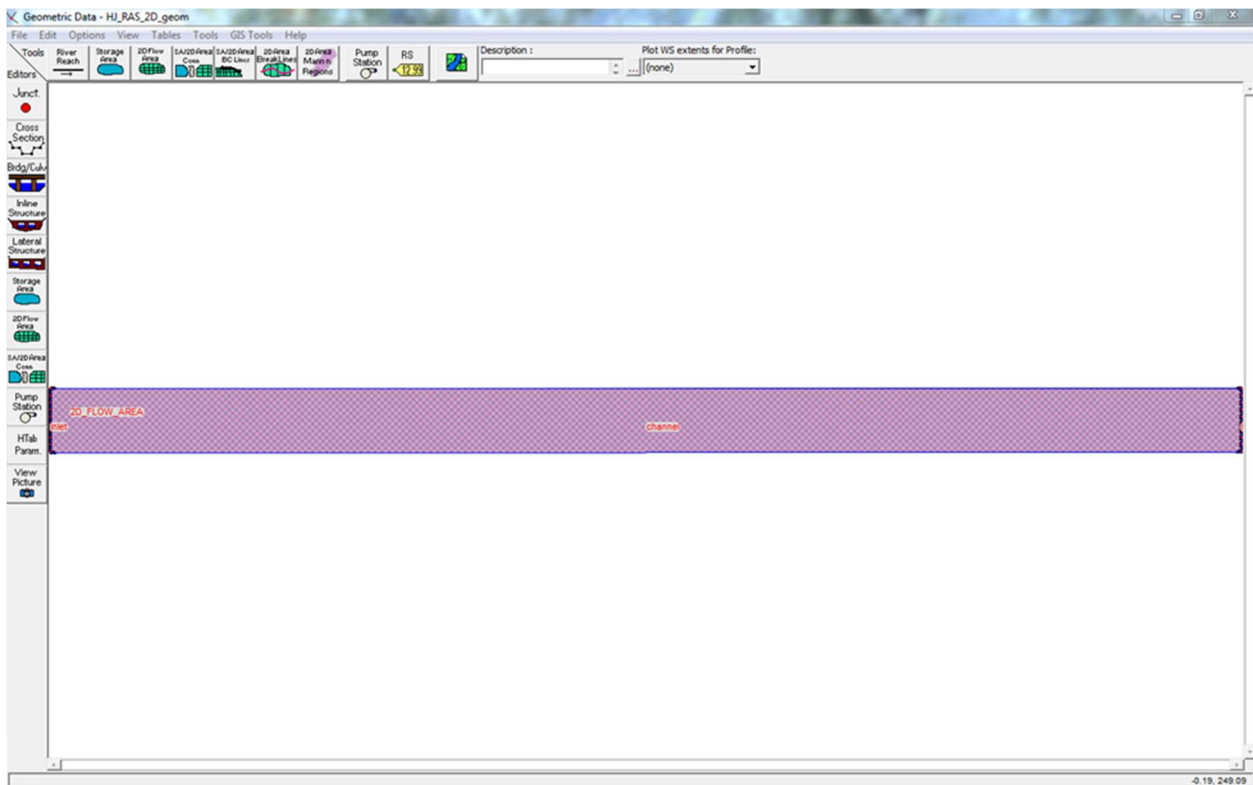 Geometric Data - HJ_RAS_2D_geom
File Edit Options View Tables Tools GIS Tools Help
Tools
Editors
River
Reach
Storage
Area
2D Flow
Area
SA/2D Area
Conn
SA/2D Area
BC Lines
2D Area
BreakLines
2D Area
Mann n
Regions
Pump
Station
RS
12.99
Description :
...
Plot WS extents for Profile:
(none)
Junct.
Cross
Section
Brdg/Culv
Inline
Structure
Lateral
Structure
Storage
Area
2D Flow
Area
SA/2D Area
Conn
Pump
Station
HTab
Param.
View
Picture
2D_FLOW_AREA
inlet
channel
-0.19, 249.09